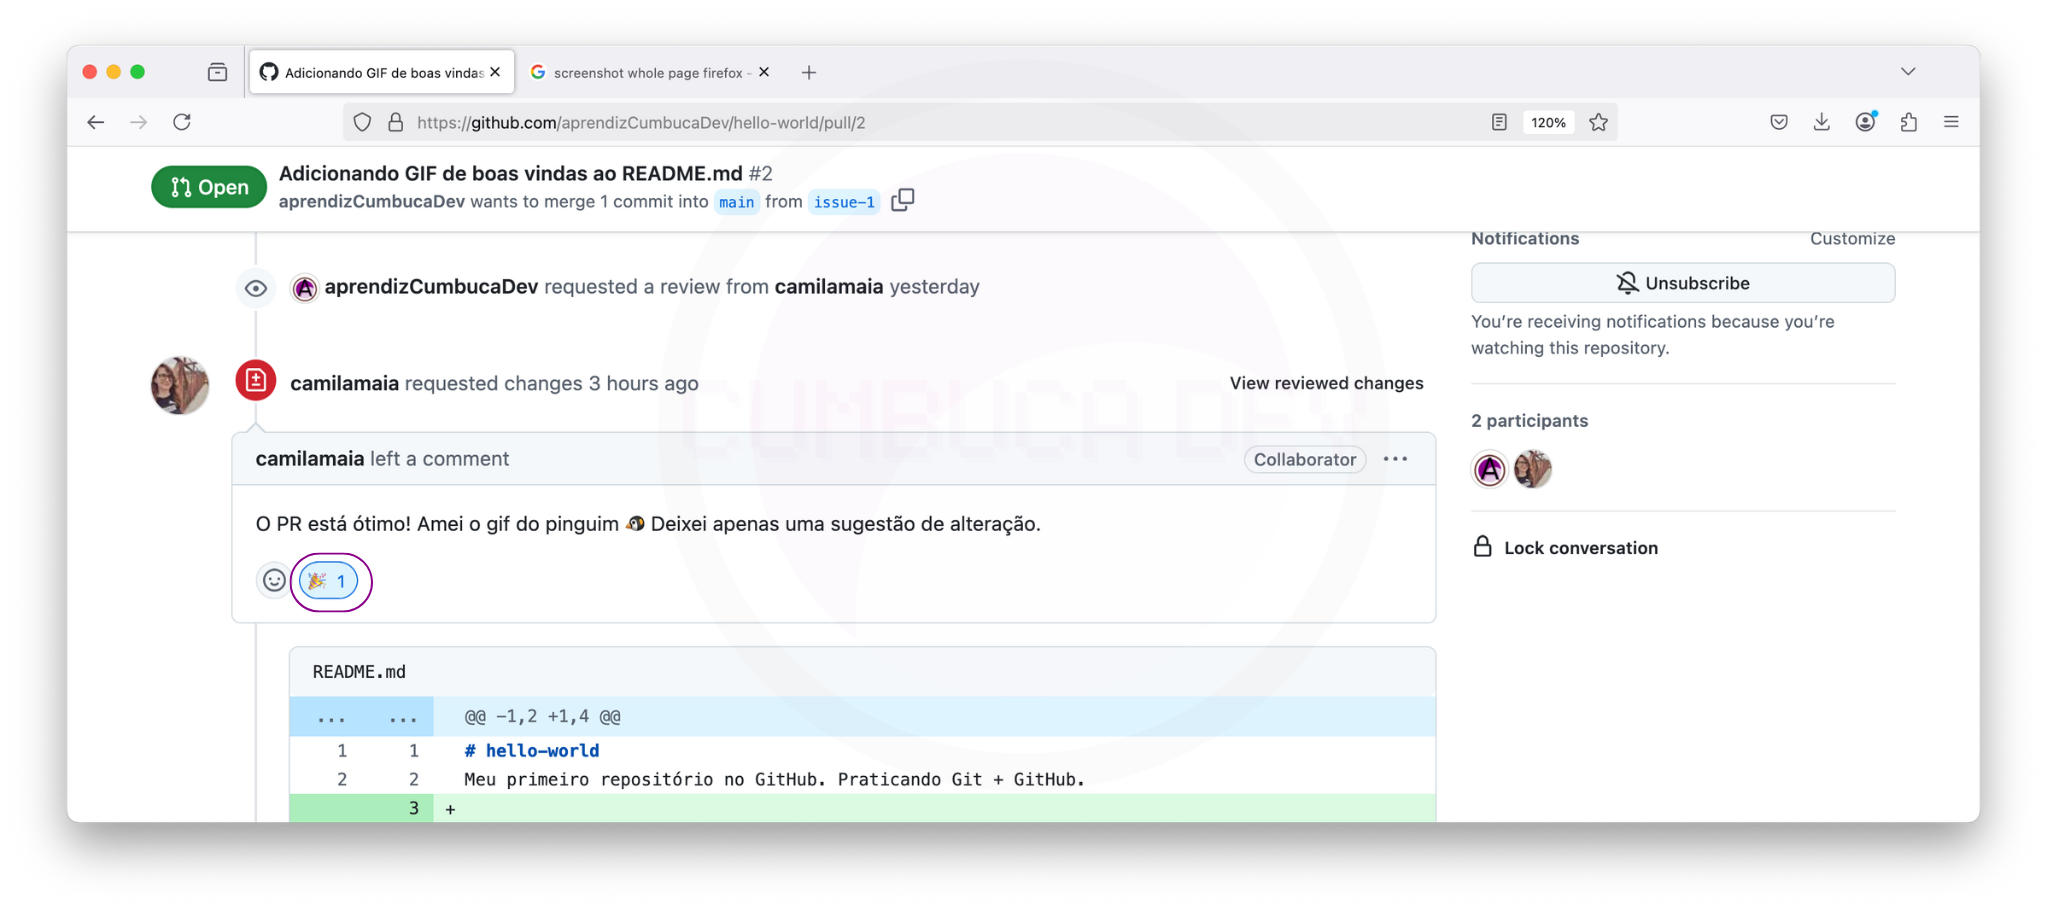 Adicionando GIF de boas vindas
screenshot whole page firefox -
https://github.com/aprendizCumbucaDev/hello-world/pull/2
120%
Open
Adicionando GIF de boas vindas ao README.md #2
aprendizCumbucaDev wants to merge 1 commit into main from issue-1
Notifications
Customize
aprendizCumbucaDev requested a review from camilamaia yesterday
Unsubscribe
You're receiving notifications because you're
watching this repository.
camilamaia requested changes 3 hours ago
View reviewed changes
CUMBUCA DEV
2 participants
camilamaia left a comment
Collaborator
O PR está ótimo! Amei o gif do pinguim 🐧 Deixei apenas uma sugestão de alteração.
Lock conversation
🎉 1
README.md
... ... @@ -1,2 +1,4 @@
1 1 # hello-world
2 2 Meu primeiro repositório no GitHub. Praticando Git + GitHub.
3 +